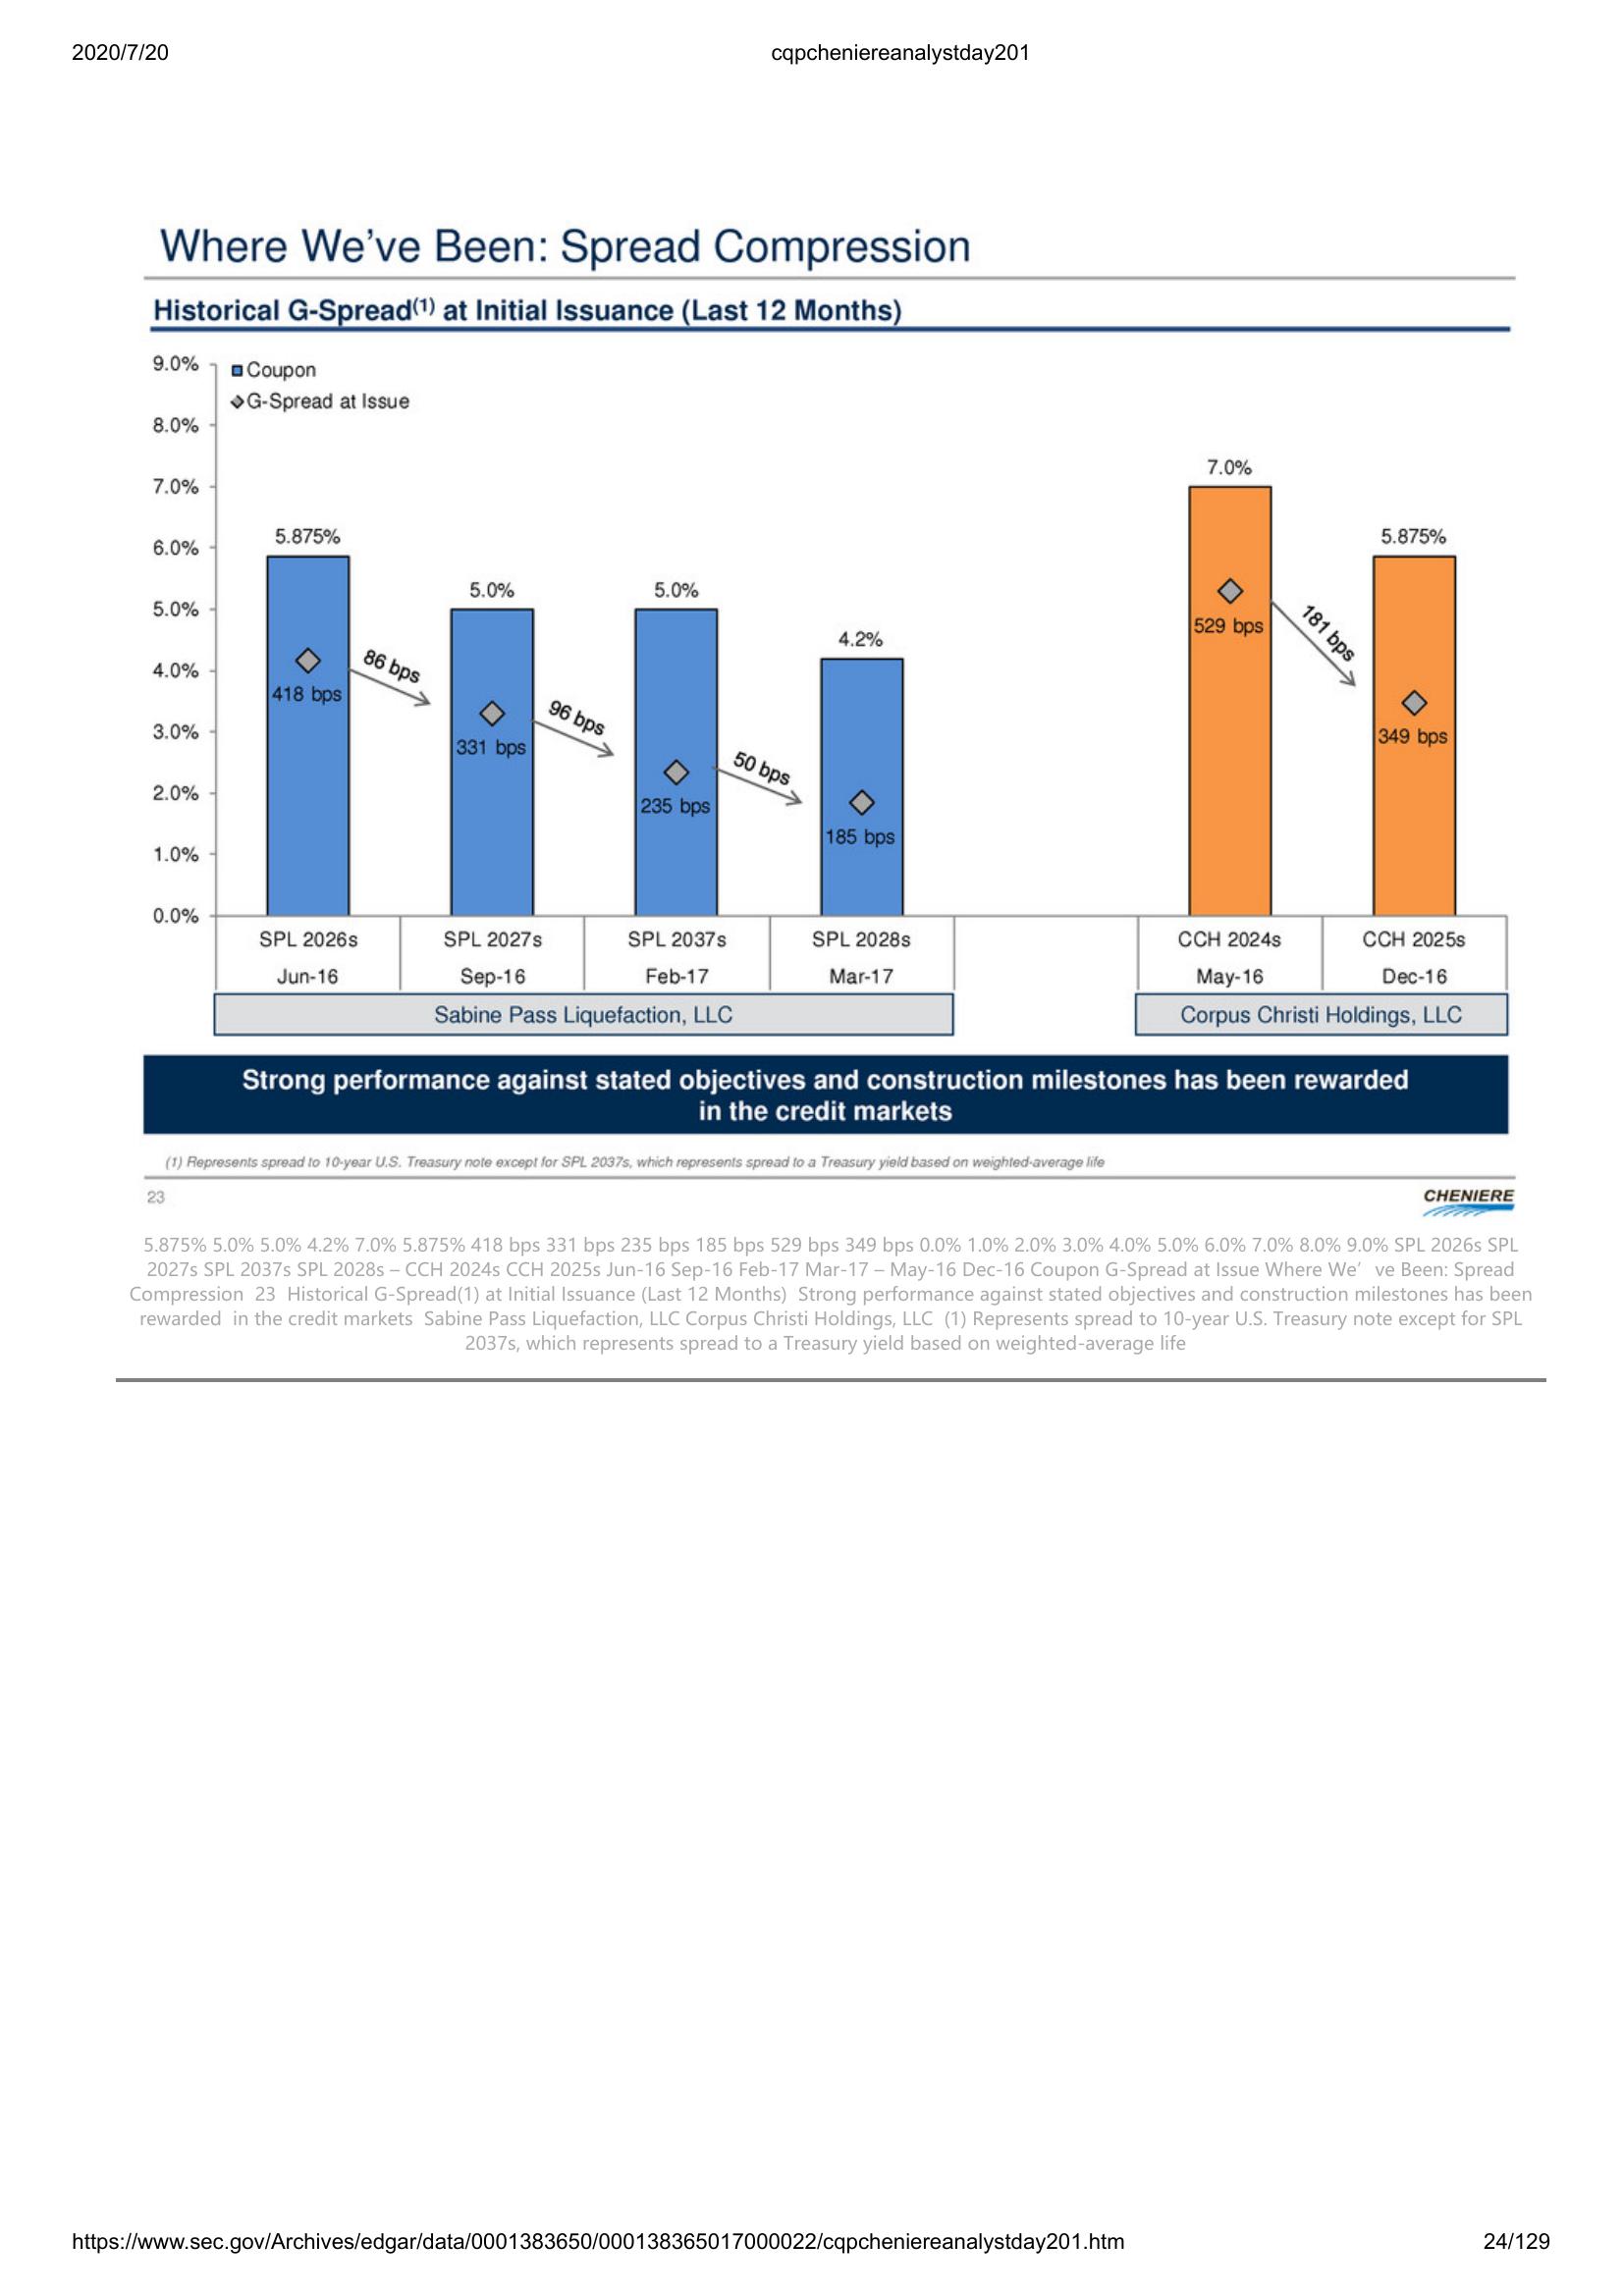 2020/7/20 cqpcheniereanalystday201
Where We've Been: Spread Compression
Historical G-Spread(1) at Initial Issuance (Last 12 Months)
9.0%
8.0%
7.0%
6.0%
5.0%
4.0%
3.0%
2.0%
1.0%
0.0%
Coupon
G-Spread at Issue
5.875%
418 bps
86 bps
5.0%
331 bps
96 bps
5.0%
235 bps
50 bps
4.2%
185 bps
7.0%
529 bps
181 bps
5.875%
349 bps
SPL 2026s SPL 2027s SPL 2037s SPL 2028s CCH 2024s CCH 2025s
Jun-16 Sep-16 Feb-17 Mar-17 May-16 Dec-16
Sabine Pass Liquefaction, LLC Corpus Christi Holdings, LLC
Strong performance against stated objectives and construction milestones has been rewarded
in the credit markets
(1) Represents spread to 10-year U.S. Treasury note except for SPL 2037s, which represents spread to a Treasury yield based on weighted-average life
23
CHENIERE
5.875% 5.0% 5.0% 4.2% 7.0% 5.875% 418 bps 331 bps 235 bps 185 bps 529 bps 349 bps 0.0% 1.0% 2.0% 3.0% 4.0% 5.0% 6.0% 7.0% 8.0% 9.0% SPL 2026s SPL
2027s SPL 2037s SPL 2028s – CCH 2024s CCH 2025s Jun-16 Sep-16 Feb-17 Mar-17 – May-16 Dec-16 Coupon G-Spread at Issue Where We' ve Been: Spread
Compression 23 Historical G-Spread(1) at Initial Issuance (Last 12 Months) Strong performance against stated objectives and construction milestones has been
rewarded in the credit markets Sabine Pass Liquefaction, LLC Corpus Christi Holdings, LLC (1) Represents spread to 10-year U.S. Treasury note except for SPL
2037s, which represents spread to a Treasury yield based on weighted-average life
https://www.sec.gov/Archives/edgar/data/0001383650/000138365017000022/cqpcheniereanalystday201.htm 24/129